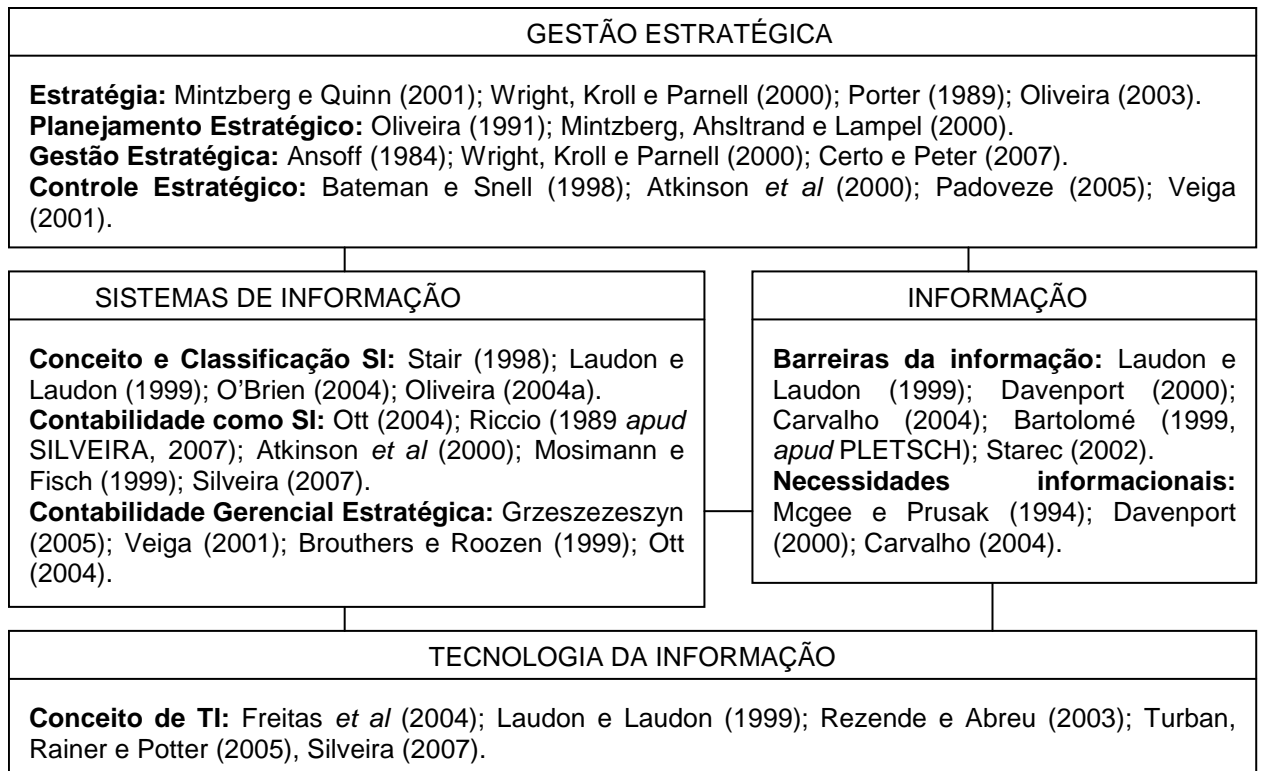 GESTÃO ESTRATÉGICA
Estratégia: Mintzberg e Quinn (2001); Wright, Kroll e Parnell (2000); Porter (1989); Oliveira (2003).
Planejamento Estratégico: Oliveira (1991); Mintzberg, Ahsltrand e Lampel (2000).
Gestão Estratégica: Ansoff (1984); Wright, Kroll e Parnell (2000); Certo e Peter (2007).
Controle Estratégico: Bateman e Snell (1998); Atkinson et al (2000); Padoveze (2005); Veiga
(2001).
SISTEMAS DE INFORMAÇÃO
Conceito e Classificação SI: Stair (1998); Laudon e
Laudon (1999); O’Brien (2004); Oliveira (2004a).
Contabilidade como SI: Ott (2004); Riccio (1989 apud
SILVEIRA, 2007); Atkinson et al (2000); Mosimann e
Fisch (1999); Silveira (2007).
Contabilidade Gerencial Estratégica: Grzeszezeszyn
(2005); Veiga (2001); Brouthers e Roozen (1999); Ott
(2004).
INFORMAÇÃO
Barreiras da informação: Laudon e
Laudon (1999); Davenport (2000);
Carvalho (2004); Bartolomé (1999,
apud PLETSCH); Starec (2002).
Necessidades informacionais:
Mcgee e Prusak (1994); Davenport
(2000); Carvalho (2004).
TECNOLOGIA DA INFORMAÇÃO
Conceito de TI: Freitas et al (2004); Laudon e Laudon (1999); Rezende e Abreu (2003); Turban,
Rainer e Potter (2005), Silveira (2007).